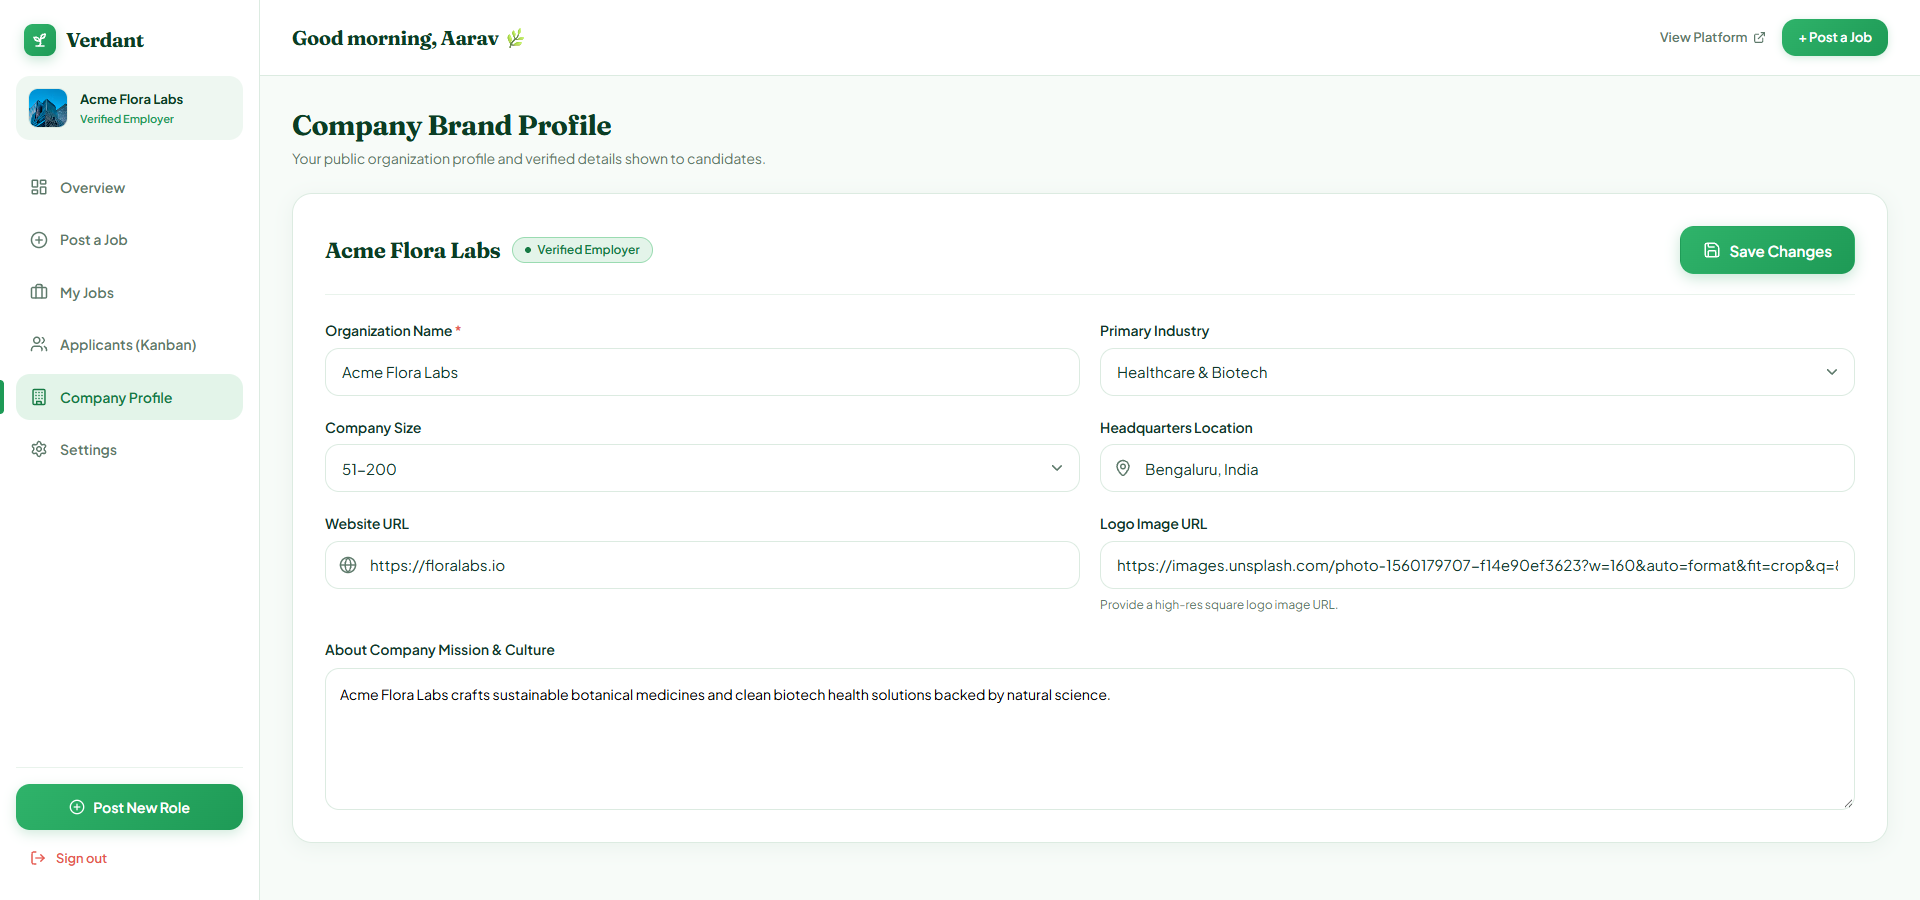 Verdant
Acme Flora Labs
Verified Employer
Overview
Post a Job
My Jobs
Applicants (Kanban)
Company Profile
Settings
Post New Role
Sign out
Good morning, Aarav
View Platform
+ Post a Job
Company Brand Profile
Your public organization profile and verified details shown to candidates.
Acme Flora Labs
Verified Employer
Save Changes
Organization Name *
Acme Flora Labs
Primary Industry
Healthcare & Biotech
Company Size
51–200
Headquarters Location
Bengaluru, India
Website URL
https://floralabs.io
Logo Image URL
https://images.unsplash.com/photo-1560179707-f14e90ef3623?w=160&auto=format&fit=crop&q=
Provide a high-res square logo image URL.
About Company Mission & Culture
Acme Flora Labs crafts sustainable botanical medicines and clean biotech health solutions backed by natural science.